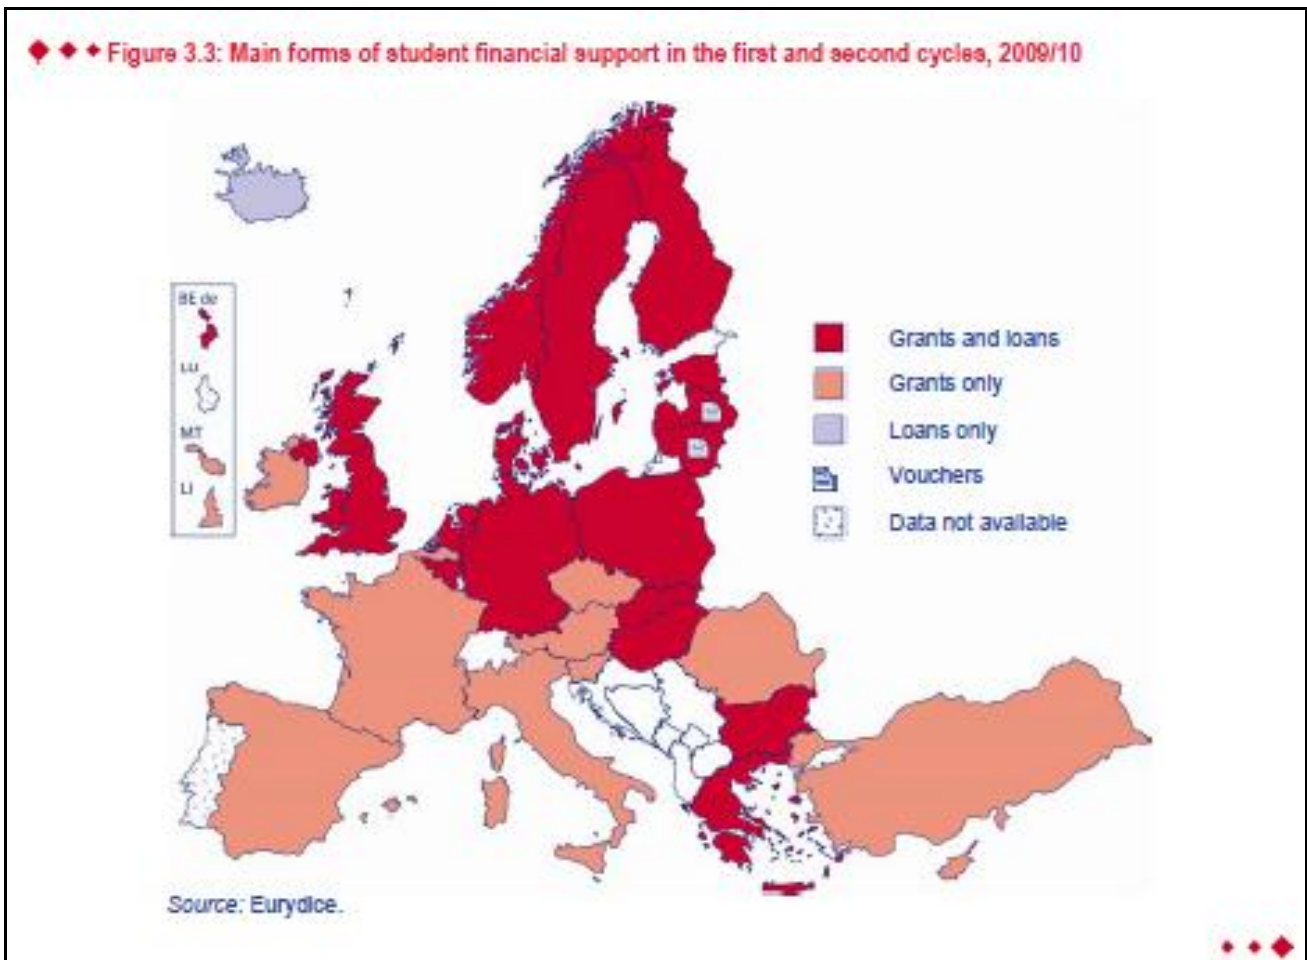 Figure 3.3: Main forms of student financial support in the first and second cycles, 2009/10
BE de
LU
MT
LI
Grants and loans
Grants only
Loans only
Vouchers
Data not available
Source: Eurydice.